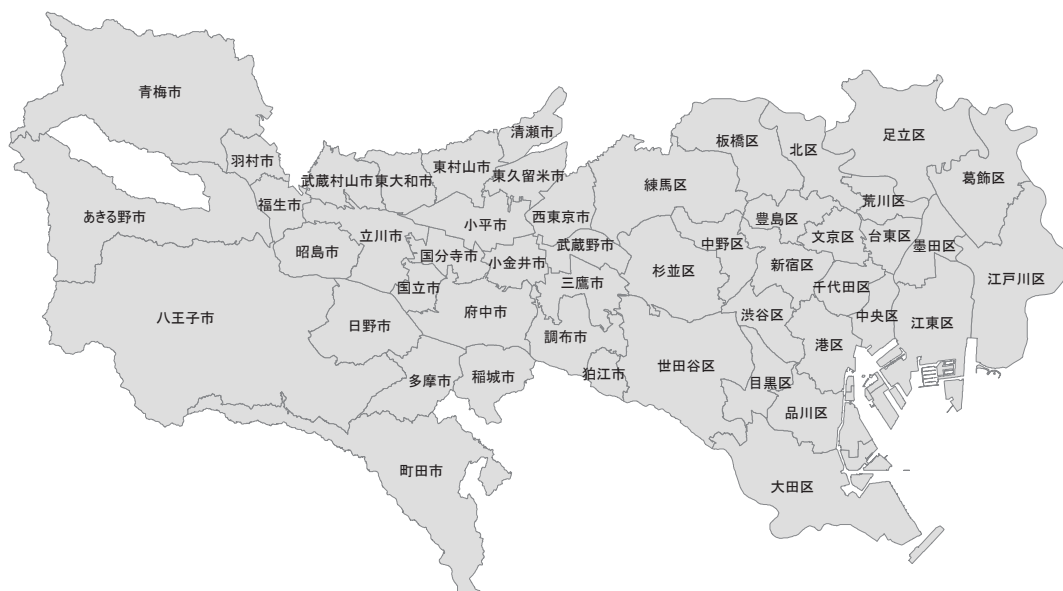 青梅市
清瀬市
足立区
板橋区
北区
羽村市
東村山市
東久留米市
武蔵村山市
東大和市
練馬区
葛飾区
荒川区
福生市
あきる野市
小平市
西東京市
豊島区
文京区
台東区
立川市
武蔵野市
中野区
墨田区
昭島市
国分寺市
小金井市
杉並区
新宿区
江戸川区
国立市
三鷹市
千代田区
八王子市
日野市
府中市
渋谷区
中央区
江東区
調布市
港区
世田谷区
多摩市
稲城市
狛江市
目黒区
品川区
町田市
大田区